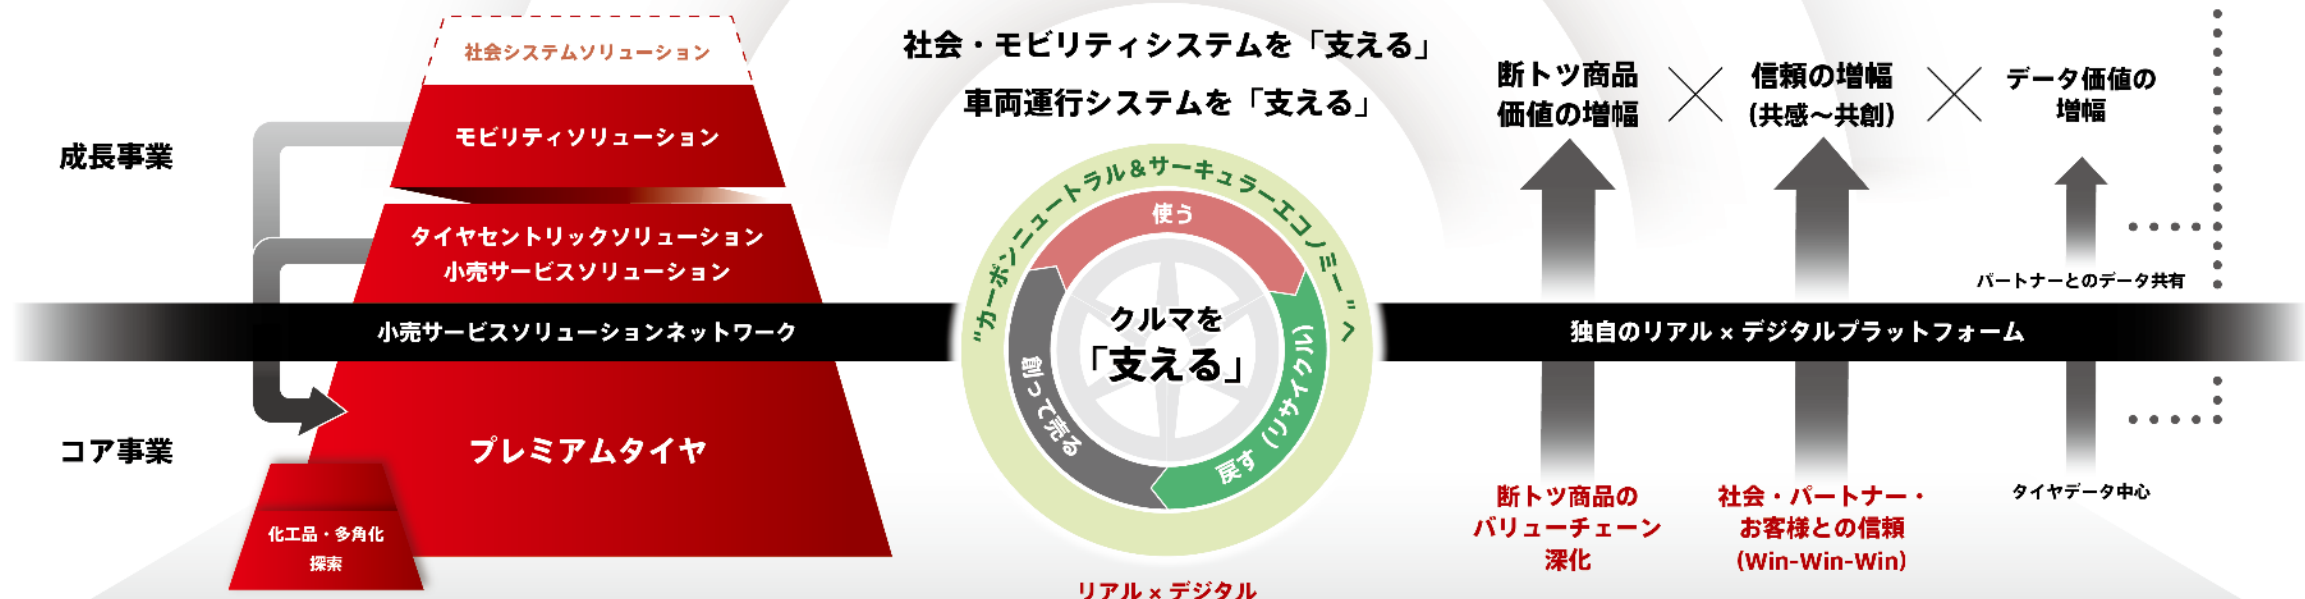 社会システムソリューション
モビリティソリューション
成長事業
タイヤセントリックソリューション
小売サービスソリューション
小売サービスソリューションネットワーク
コア事業
プレミアムタイヤ
化工品・多角化
探索
社会・モビリティシステムを「支える」
車両運行システムを「支える」
"カーボンニュートラル&サーキュラーエコノミー"へ
使う
クルマを
「支える」
創って売る
戻す(リサイクル)
リアル×デジタル
断トツ商品
価値の増幅
×
信頼の増幅
(共感～共創)
×
データ価値の
増幅
パートナーとのデータ共有
独自のリアル×デジタルプラットフォーム
断トツ商品の
バリューチェーン
深化
社会・パートナー・
お客様との信頼
(Win-Win-Win)
タイヤデータ中心